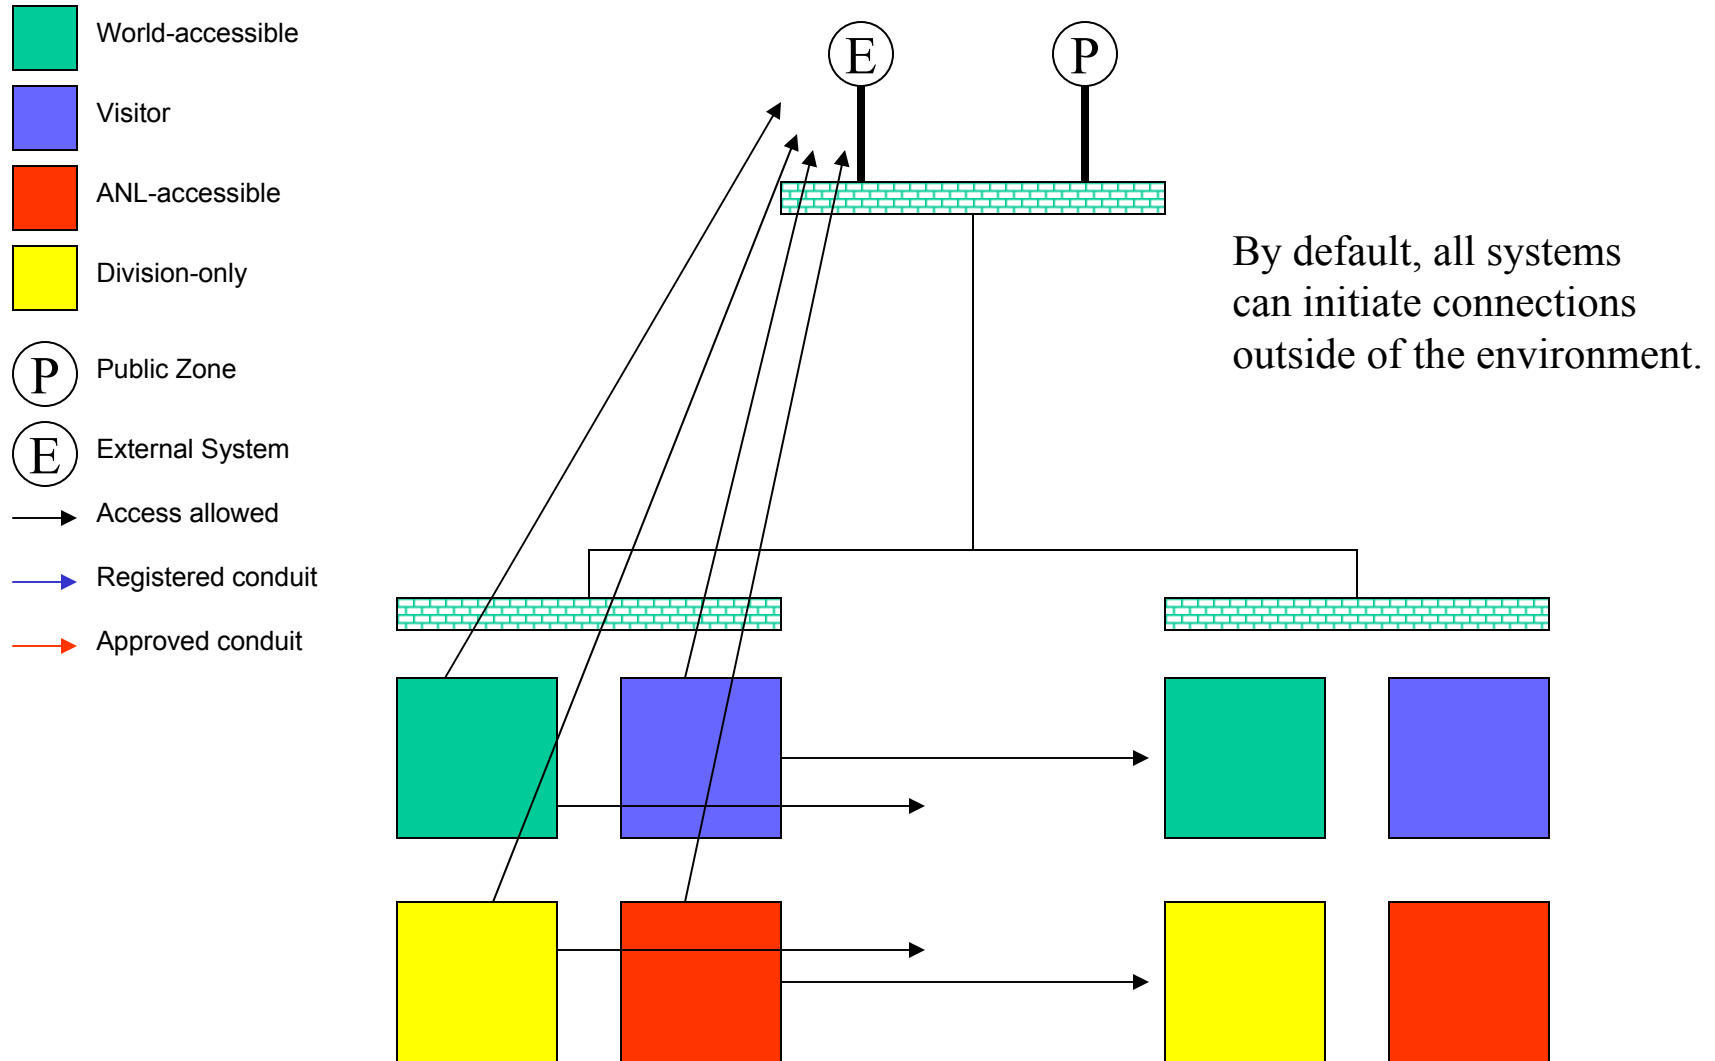 World-accessible
Visitor
ANL-accessible
Division-only
P Public Zone
E External System
Access allowed
Registered conduit
Approved conduit
E
P
By default, all systems
can initiate connections
outside of the environment.